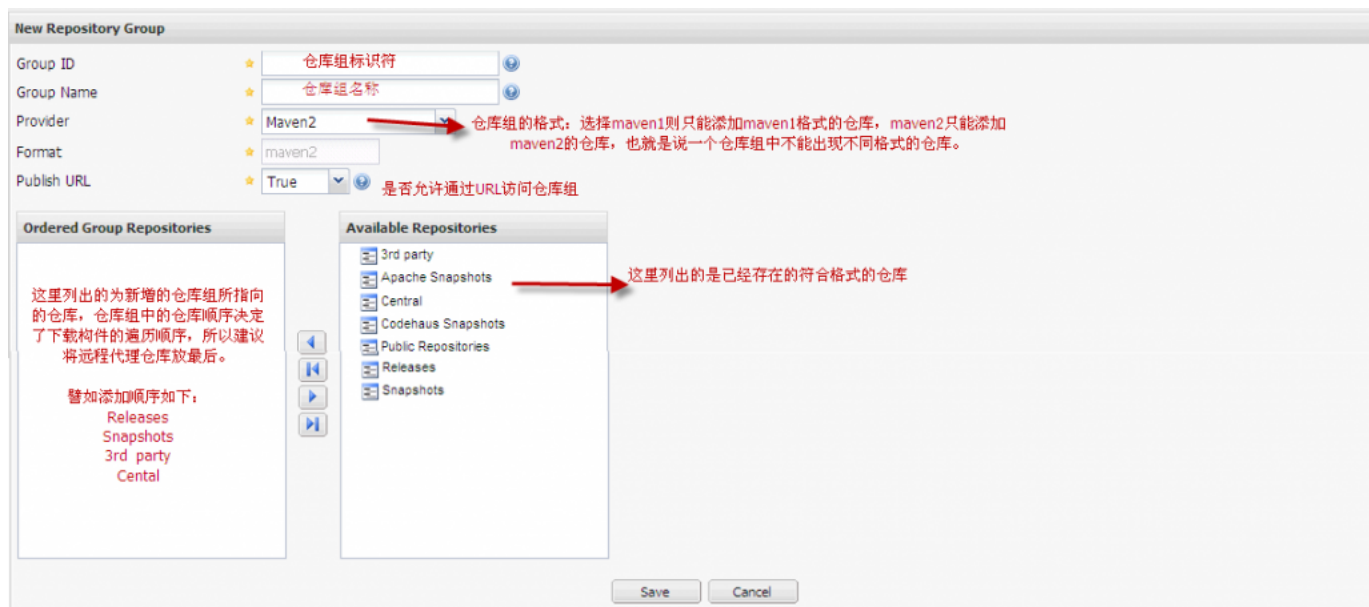 New Repository Group
Group ID
仓库组标识符
Group Name
仓库组名称
Provider
Maven2
仓库组的格式：选择maven1则只能添加maven1格式的仓库，maven2只能添加
maven2的仓库，也就是说一个仓库组中不能出现不同格式的仓库。
Format
maven2
Publish URL
True
是否允许通过URL访问仓库组
Ordered Group Repositories
这里列出的为新增的仓库组所指向
的仓库，仓库组中的仓库顺序决定
了下载构件的遍历顺序，所以建议
将远程代理仓库放最后。
譬如添加顺序如下：
Releases
Snapshots
3rd party
Cental
Available Repositories
3rd party
Apache Snapshots
Central
Codehaus Snapshots
Public Repositories
Releases
Snapshots
这里列出的是已经存在的符合格式的仓库
Save
Cancel